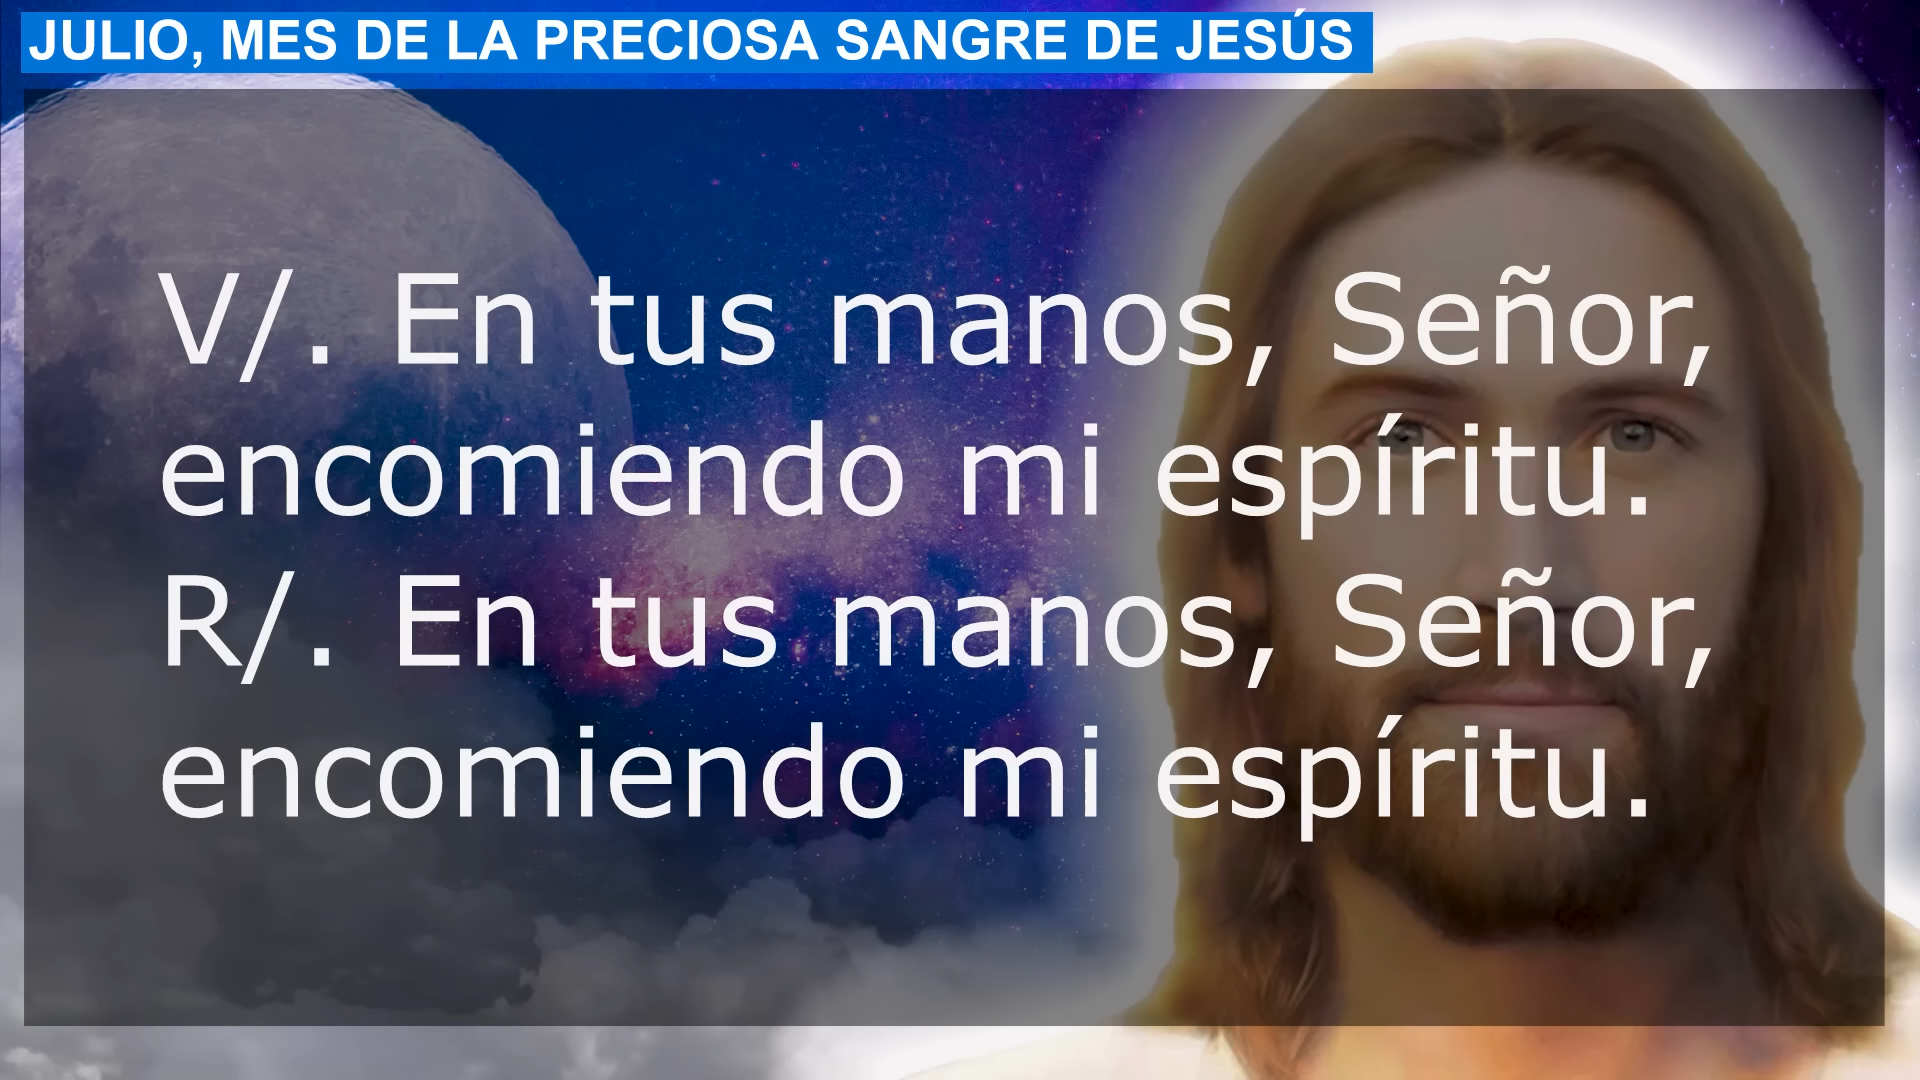 JULIO, MES DE LA PRECIOSA SANGRE DE JESÚS
V/. En tus manos, Señor,
encomiendo mi espíritu.
R/. En tus manos, Señor,
encomiendo mi espíritu.